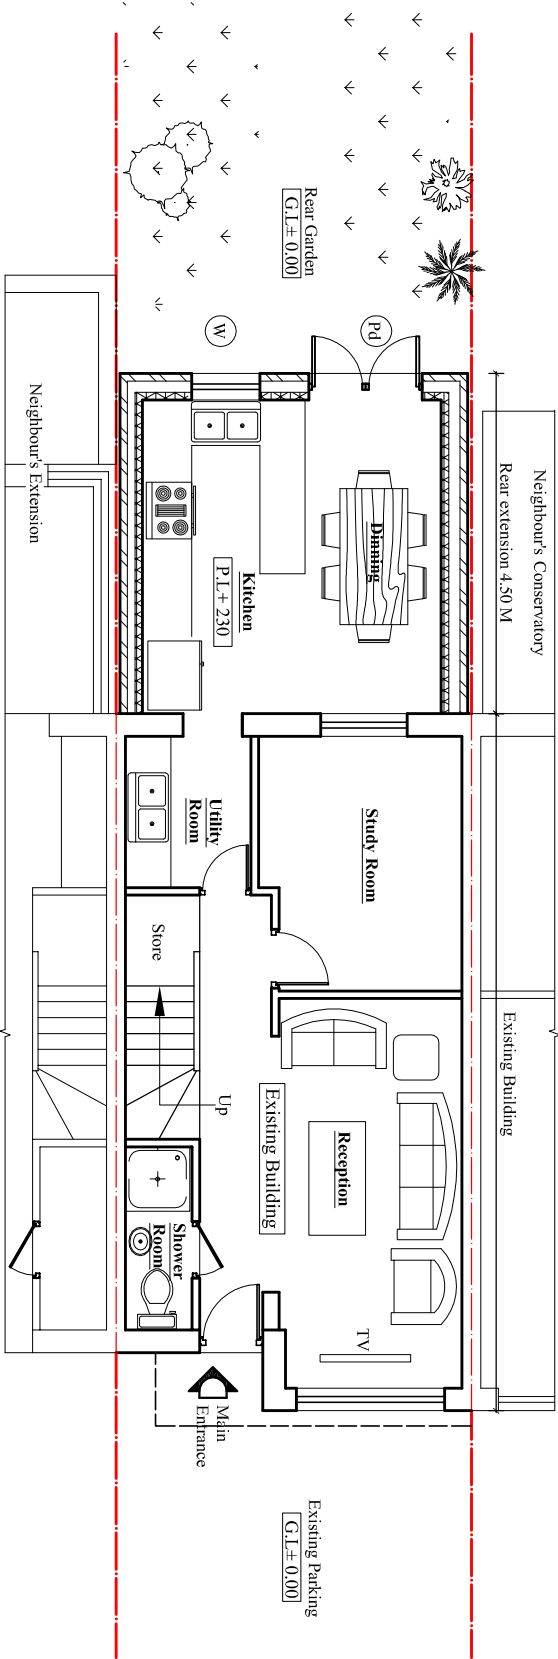 Rear Garden
G.L± 0.00
W
Pd
Neighbour's Extension
Neighbour's Conservatory
Rear extension 4.50 M
Dinning
Kitchen
P.L+ 230
Utility
Room
Study Room
Store
Up
Existing Building
Existing Building
Reception
Shower
Room
TV
Main
Entrance
Existing Parking
G.L± 0.00